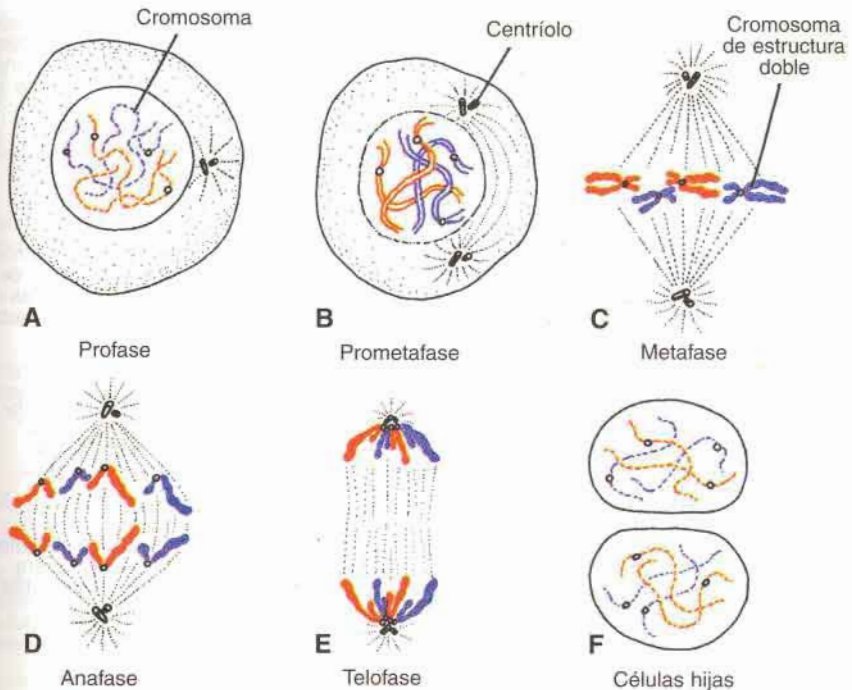 Cromosoma
Centríolo
Cromosoma
de estructura
doble
A
B
C
Profase
Prometafase
Metafase
D
E
F
Anafase
Telofase
Células hijas